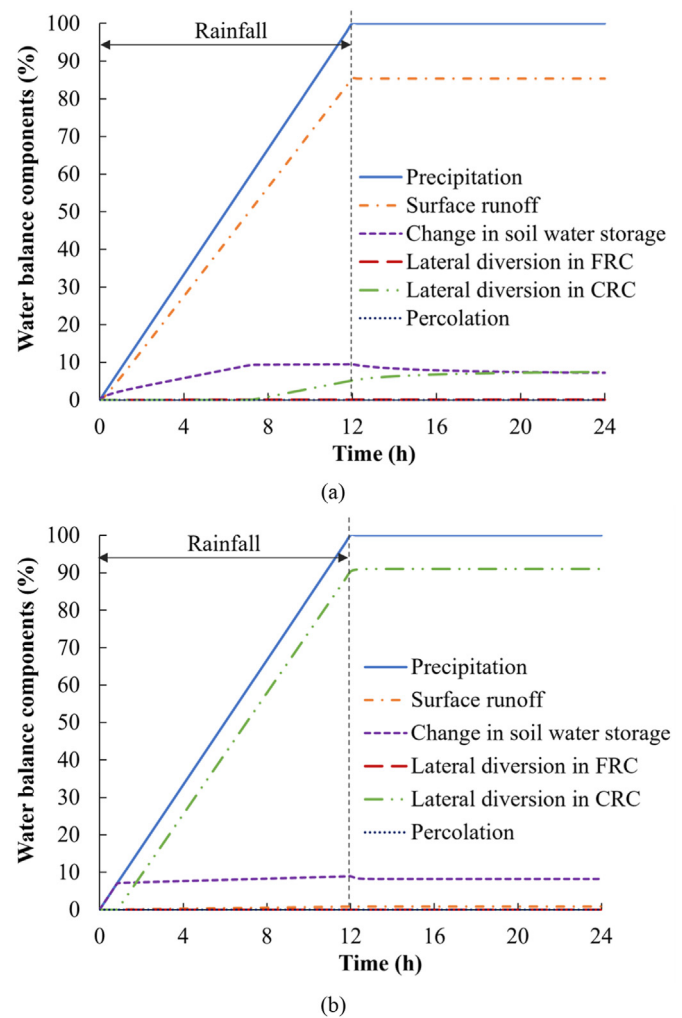 Water balance components (%)
100
90
80
70
60
50
40
30
20
10
0
Rainfall
Precipitation
Surface runoff
Change in soil water storage
Lateral diversion in FRC
Lateral diversion in CRC
Percolation
0 4 8 12 16 20 24
Time (h)
(a)
Water balance components (%)
100
90
80
70
60
50
40
30
20
10
0
Rainfall
Precipitation
Surface runoff
Change in soil water storage
Lateral diversion in FRC
Lateral diversion in CRC
Percolation
0 4 8 12 16 20 24
Time (h)
(b)